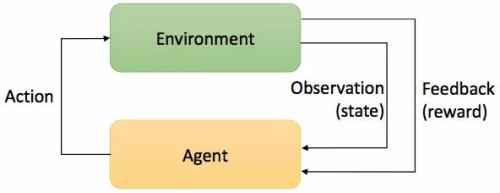 Environment
Action
Observation
(state)
Feedback
(reward)
Agent